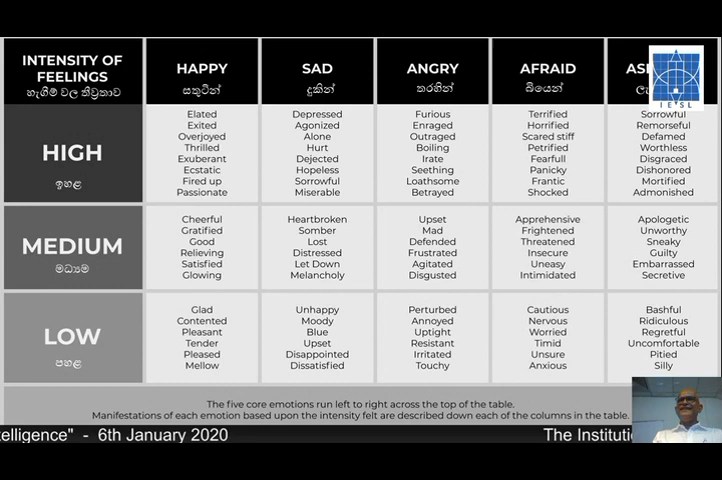 INTENSITY OF FEELINGS
හැගීම් වල තීව්‍රතාව
HAPPY
සතුටින්
SAD
දුකින්
ANGRY
තරහින්
AFRAID
බියෙන්
I E S L
HIGH
ඉහළ
Elated
Exited
Overjoyed
Thrilled
Exuberant
Ecstatic
Fired up
Passionate
Depressed
Agonized
Alone
Hurt
Dejected
Hopeless
Sorrowful
Miserable
Furious
Enraged
Outraged
Boiling
Irate
Seething
Loathsome
Betrayed
Terrified
Horrified
Scared stiff
Petrified
Fearfull
Panicky
Frantic
Shocked
Sorrowful
Remorseful
Defamed
Worthless
Disgraced
Dishonored
Mortified
Admonished
MEDIUM
මධ්‍යම
Cheerful
Gratified
Good
Relieving
Satisfied
Glowing
Heartbroken
Somber
Lost
Distressed
Let Down
Melancholy
Upset
Mad
Defended
Frustrated
Agitated
Disgusted
Apprehensive
Frightened
Threatened
Insecure
Uneasy
Intimidated
Apologetic
Unworthy
Sneaky
Guilty
Embarrassed
Secretive
LOW
පහළ
Glad
Contented
Pleasant
Tender
Pleased
Mellow
Unhappy
Moody
Blue
Upset
Disappointed
Dissatisfied
Perturbed
Annoyed
Uptight
Resistant
Irritated
Touchy
Cautious
Nervous
Worried
Timid
Unsure
Anxious
Bashful
Ridiculous
Regretful
Uncomfortable
Pitied
Silly
The five core emotions run left to right across the top of the table.
Manifestations of each emotion based upon the intensity felt are described down each of the columns in the table.
telligence" - 6th January 2020
The Instituti